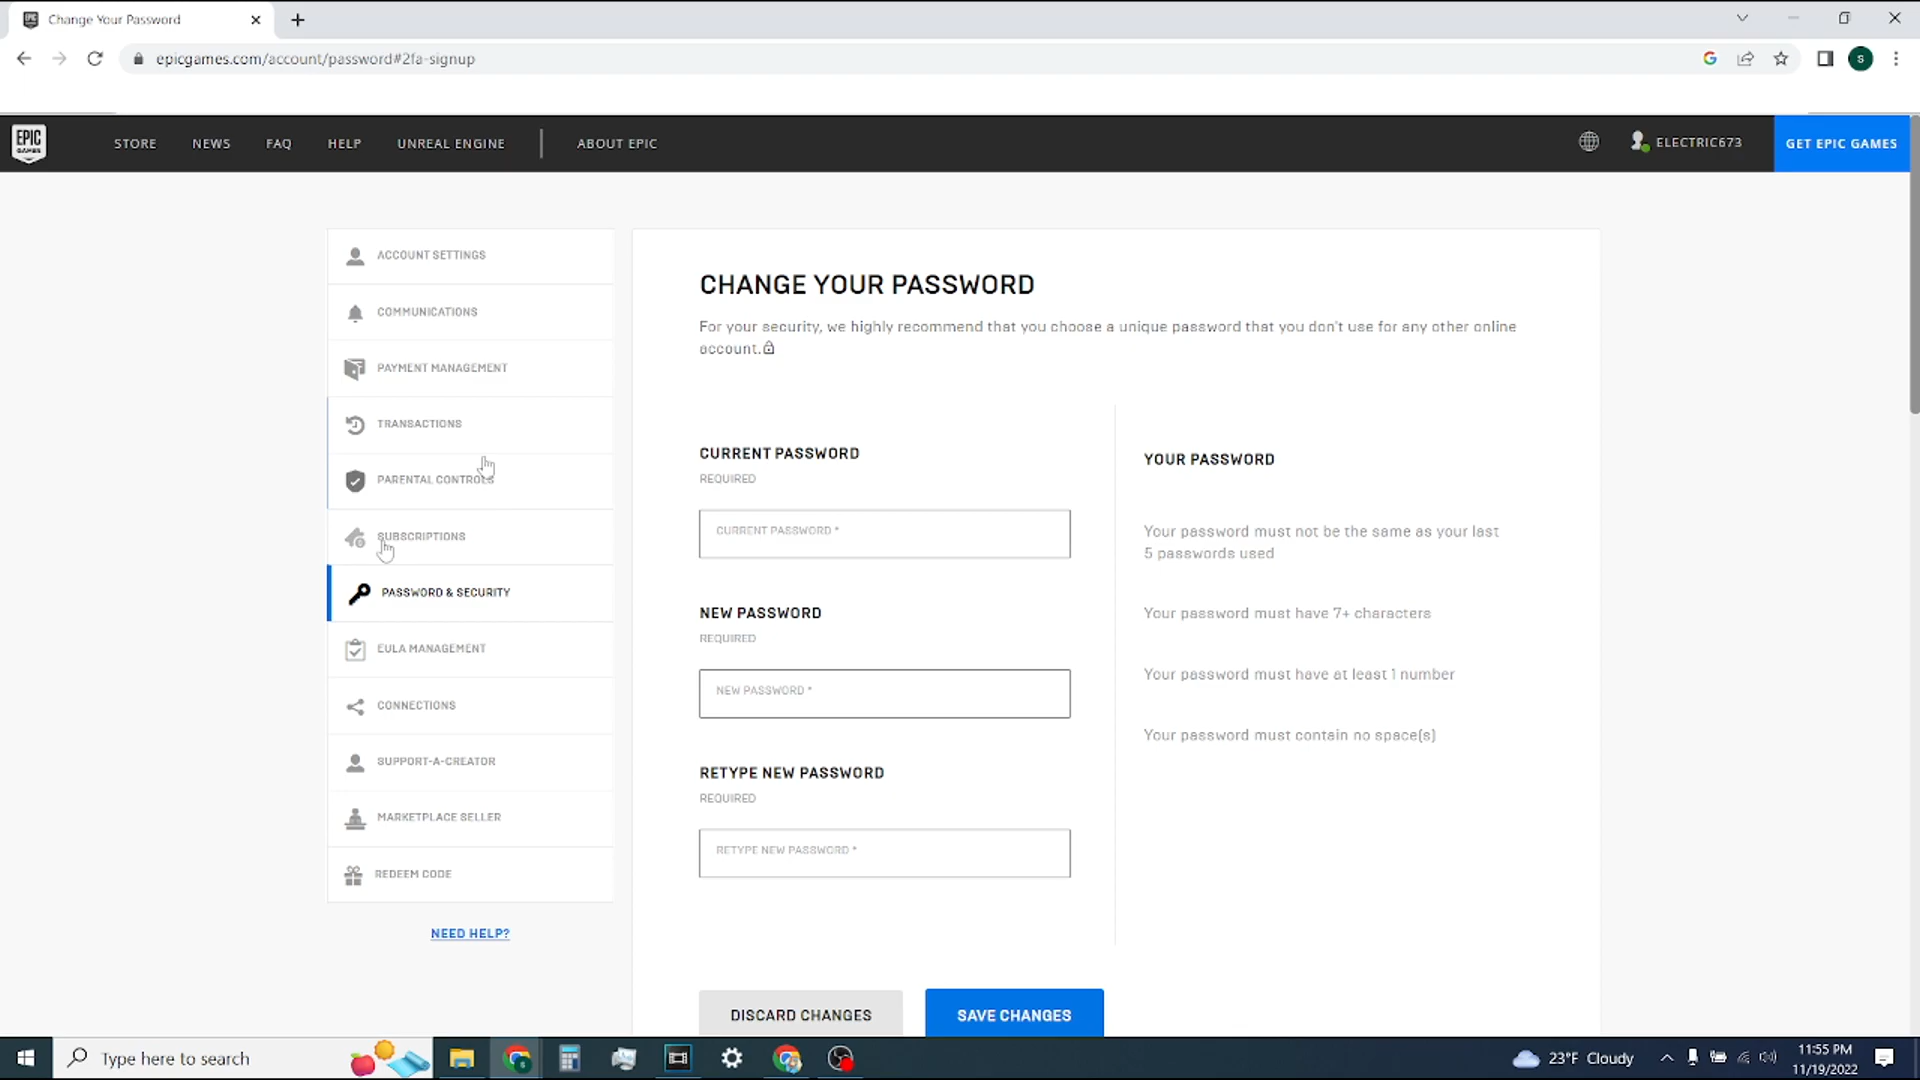 Change Your Password
epicgames.com/account/password#2fa-signup
S
EPIC GAMES
STORE
NEWS
FAQ
HELP
UNREAL ENGINE
ABOUT EPIC
ELECTRIC673
GET EPIC GAMES
ACCOUNT SETTINGS
COMMUNICATIONS
PAYMENT MANAGEMENT
TRANSACTIONS
PARENTAL CONTROLS
SUBSCRIPTIONS
PASSWORD & SECURITY
EULA MANAGEMENT
CONNECTIONS
SUPPORT-A-CREATOR
MARKETPLACE SELLER
REDEEM CODE
NEED HELP?
CHANGE YOUR PASSWORD
For your security, we highly recommend that you choose a unique password that you don't use for any other online
account.
CURRENT PASSWORD
REQUIRED
CURRENT PASSWORD *
NEW PASSWORD
REQUIRED
NEW PASSWORD *
RETYPE NEW PASSWORD
REQUIRED
RETYPE NEW PASSWORD *
YOUR PASSWORD
Your password must not be the same as your last
5 passwords used
Your password must have 7+ characters
Your password must have at least 1 number
Your password must contain no space(s)
DISCARD CHANGES
SAVE CHANGES
Type here to search
23°F Cloudy
11:55 PM
11/19/2022